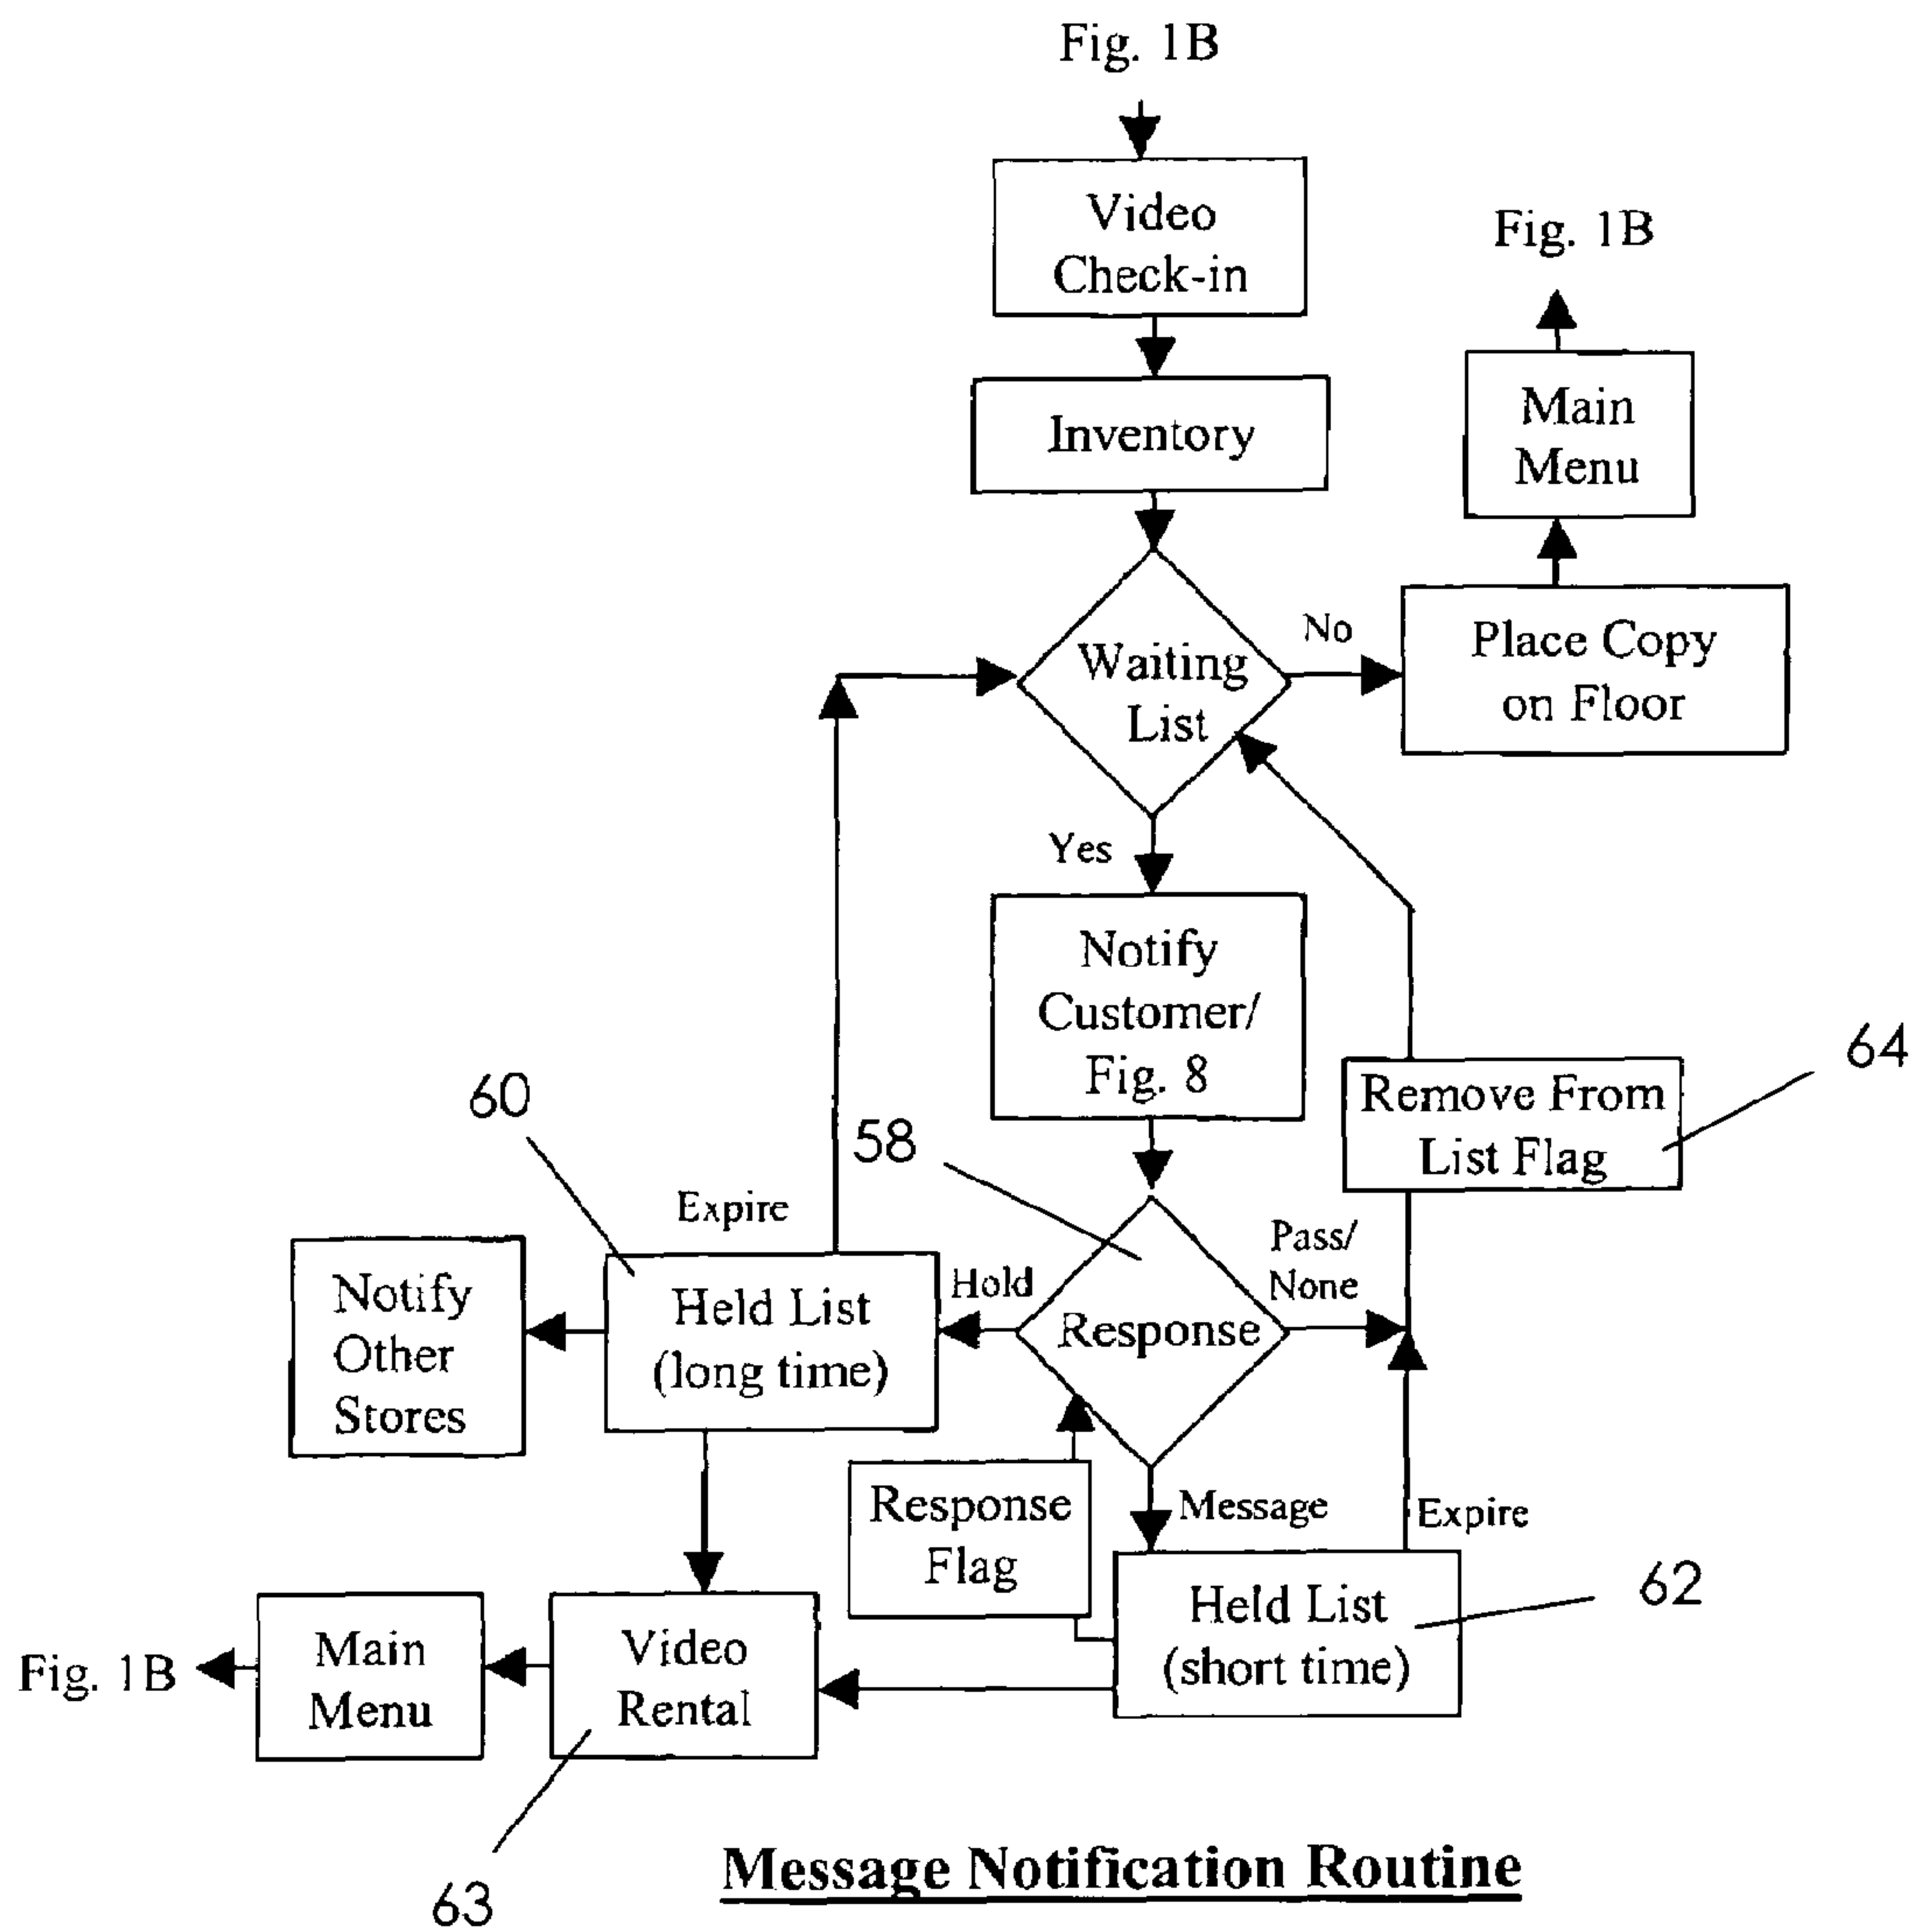 Fig. 1B
Video
Check-in
Fig. 1B
Inventory
Main
Menu
Waiting
List
No
Place Copy
on Floor
Yes
Notify
Customer/
Fig. 8
64
Remove From
List Flag
60
58
Expire
Pass/
None
Notify
Other
Stores
Held List
(long time)
Hold
Response
Response
Flag
Message
Expire
62
Held List
(short time)
Fig. 1B
Main
Menu
Video
Rental
63
Message Notification Routine